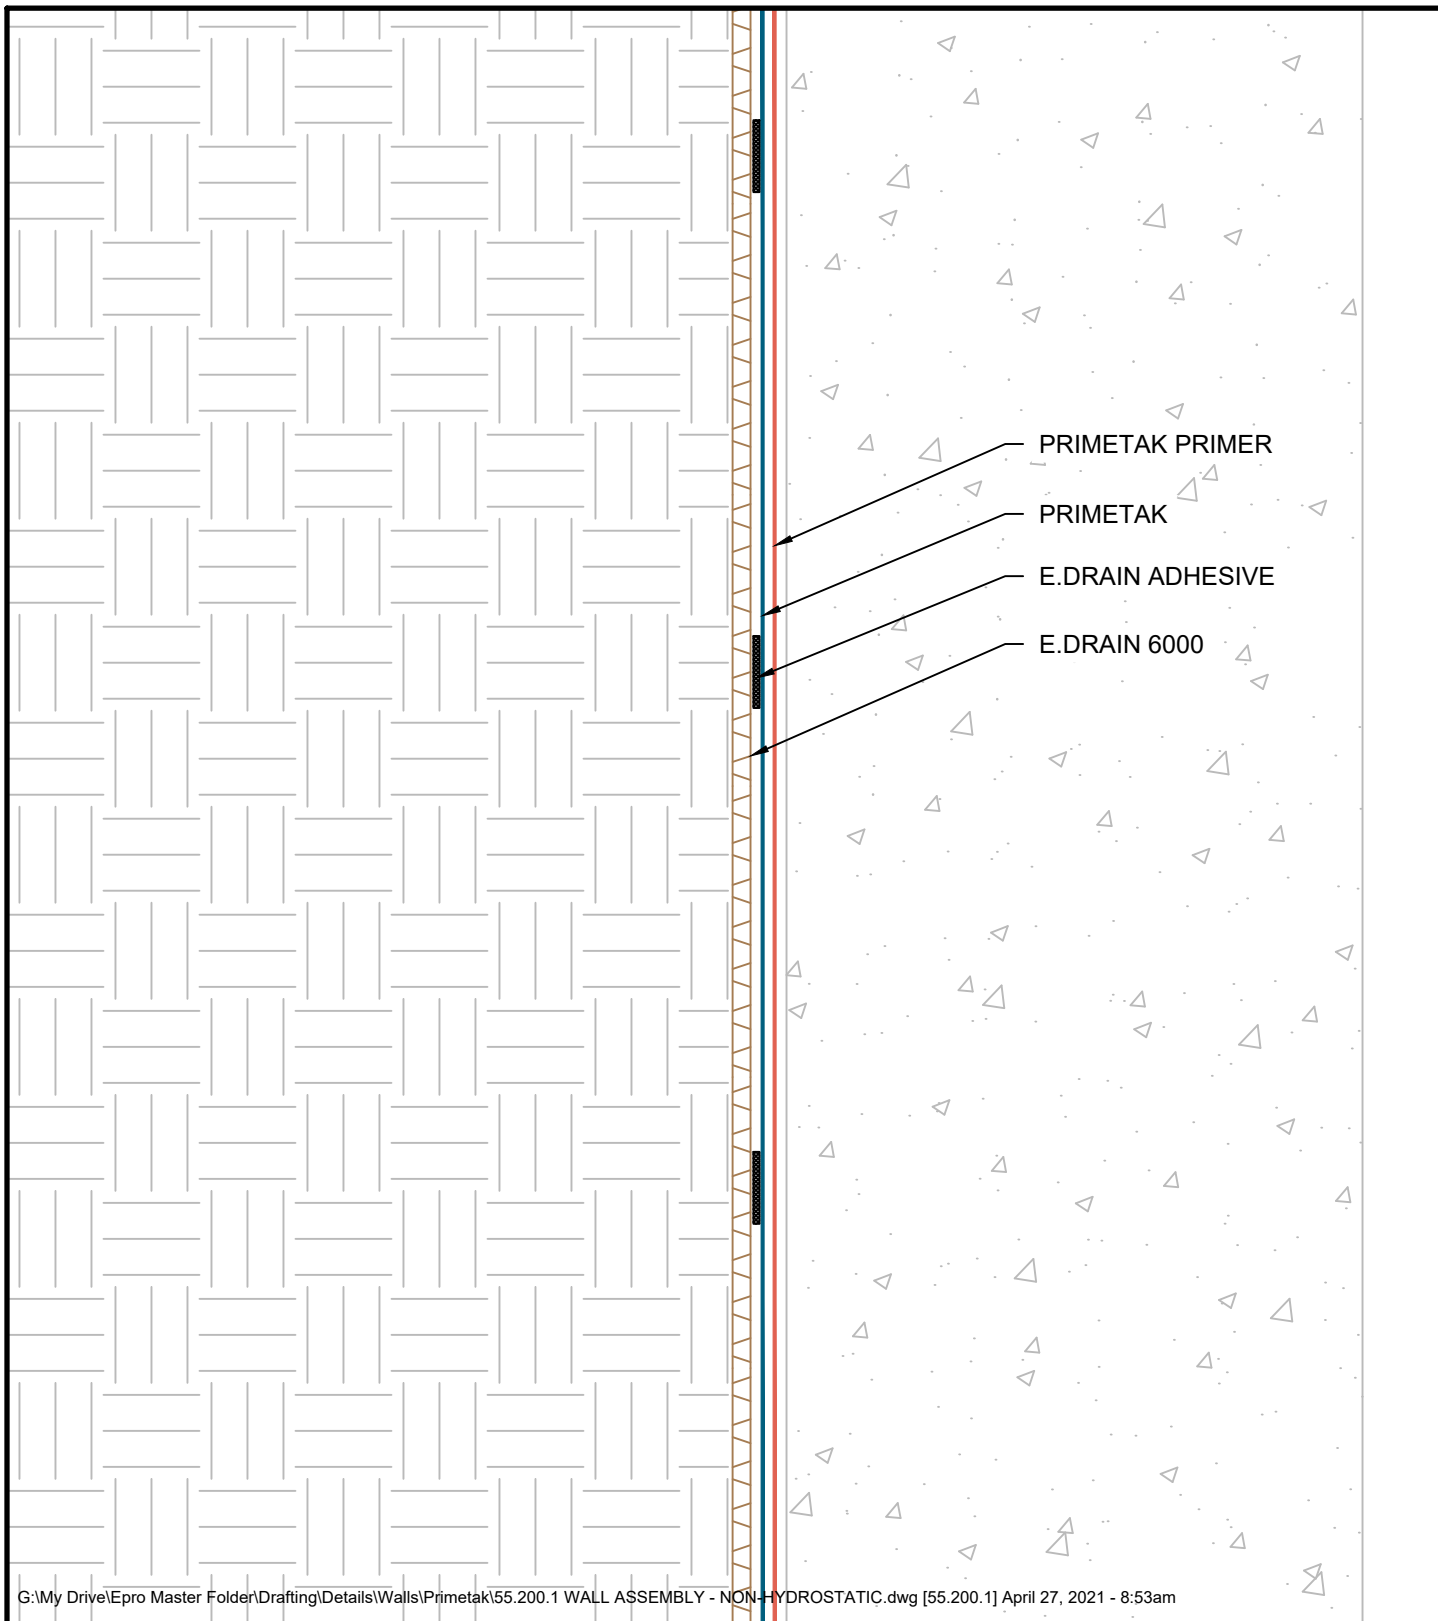 PRIMETAK PRIMER
PRIMETAK
E.DRAIN ADHESIVE
E.DRAIN 6000
G:\My Drive\Epro Master Folder\Drafting\Details\Walls\Primetak\55.200.1 WALL ASSEMBLY - NON-HYDROSTATIC.dwg [55.200.1] April 27, 2021 - 8:53am